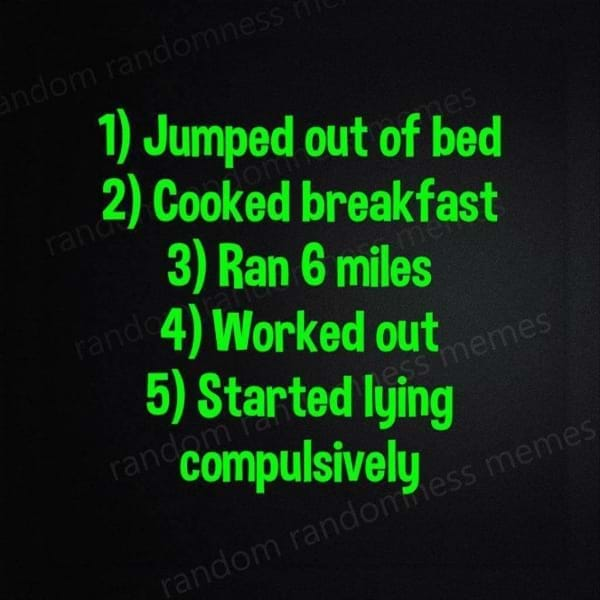 1) Jumped out of bed
2) Cooked breakfast
3) Ran 6 miles
4) Worked out
5) Started lying
compulsively
random randomness memes